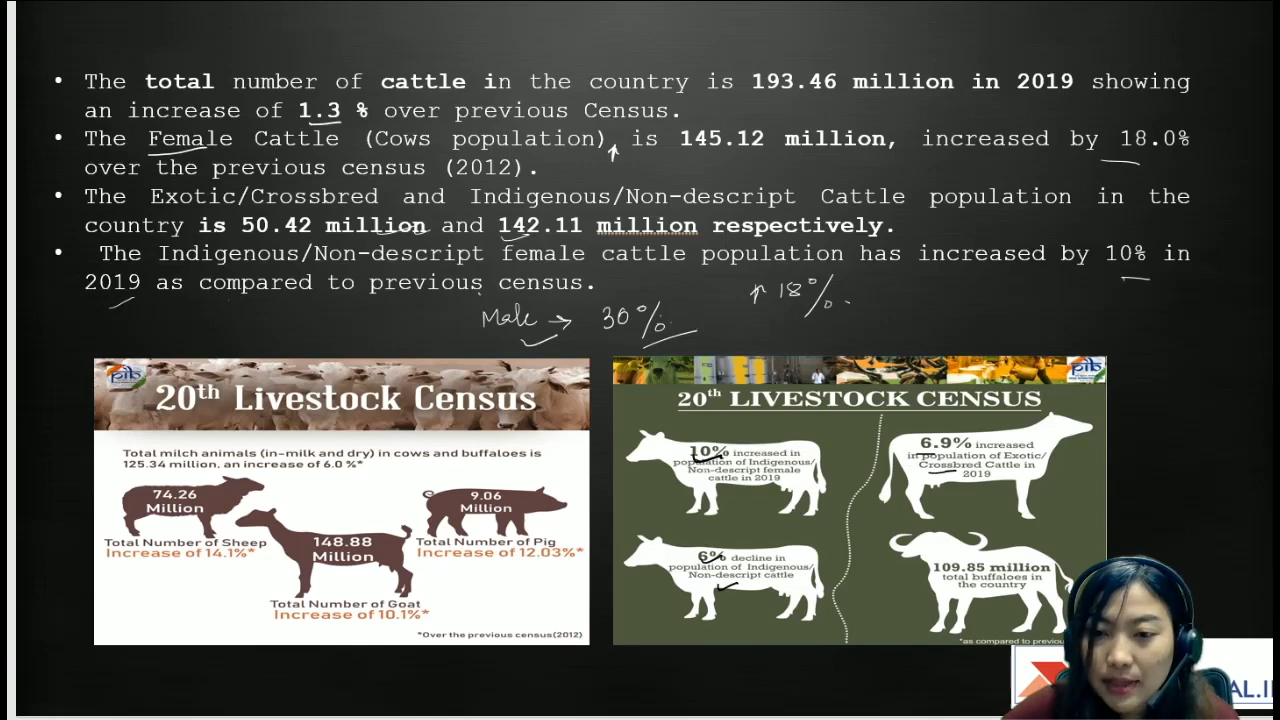 • The total number of cattle in the country is 193.46 million in 2019 showing
an increase of 1.3 % over previous Census.
• The Female Cattle (Cows population) is 145.12 million, increased by 18.0%
over the previous census (2012).
• The Exotic/Crossbred and Indigenous/Non-descript Cattle population in the
country is 50.42 million and 142.11 million respectively.
• The Indigenous/Non-descript female cattle population has increased by 10% in
2019 as compared to previous census.
↑ 18%.
Male → 30%.
pib
20th Livestock Census
Total milch animals (in-milk and dry) in cows and buffaloes is
125.34 million, an increase of 6.0 %*
74.26
Million
Total Number of Sheep
Increase of 14.1%*
9.06
Million
Total Number of Pig
Increase of 12.03%*
148.88
Million
Total Number of Goat
Increase of 10.1%*
*Over the previous census(2012)
pib
20th LIVESTOCK CENSUS
10% increased in
population of Indigenous/
Non-descript female
cattle in 2019
6.9% increased
in population of Exotic/
Crossbred Cattle in
2019
6% decline in
population of Indigenous/
Non-descript cattle
109.85 million
total buffaloes in
the country
*as compared to
AL.I